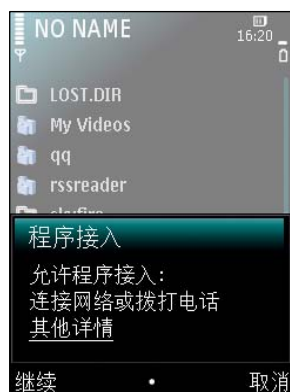 NO NAME
16:20
LOST.DIR
My Videos
qq
rssreader
skyfire
程序接入
允许程序接入:
连接网络或拨打电话
其他详情
继续
取消